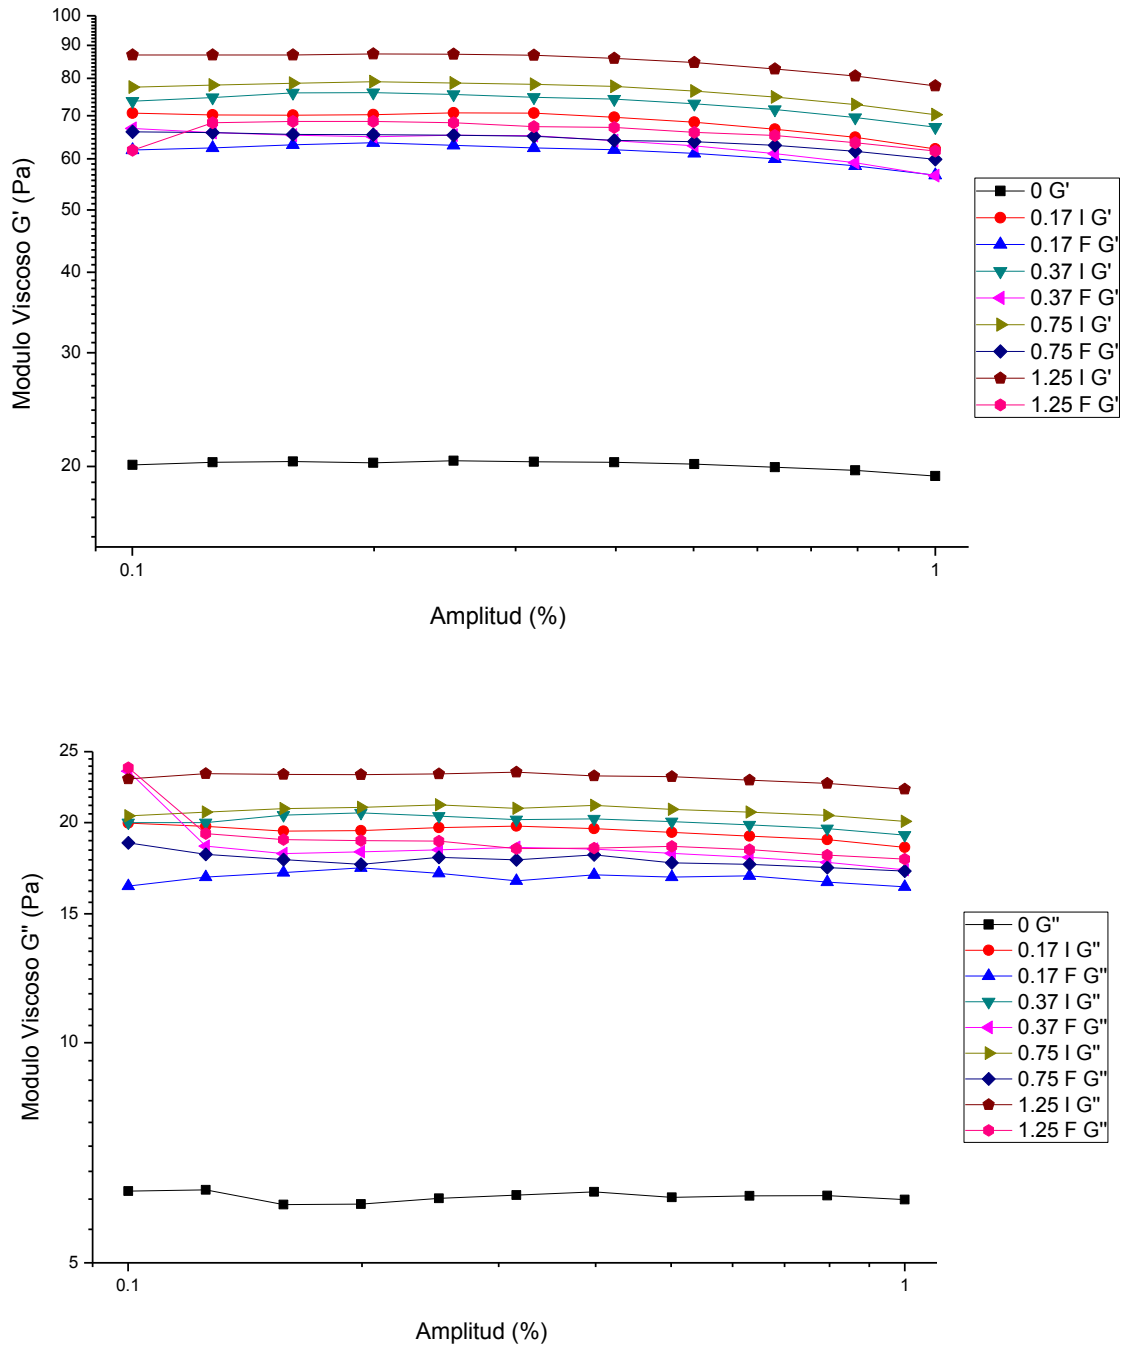 100
90
80
70
60
50
40
30
20
Modulo Viscoso G' (Pa)
0.1
1
Amplitud (%)
0 G'
0.17 I G'
0.17 F G'
0.37 I G'
0.37 F G'
0.75 I G'
0.75 F G'
1.25 I G'
1.25 F G'
25
20
15
10
5
Modulo Viscoso G" (Pa)
0.1
1
Amplitud (%)
0 G"
0.17 I G"
0.17 F G"
0.37 I G"
0.37 F G"
0.75 I G"
0.75 F G"
1.25 I G"
1.25 F G"